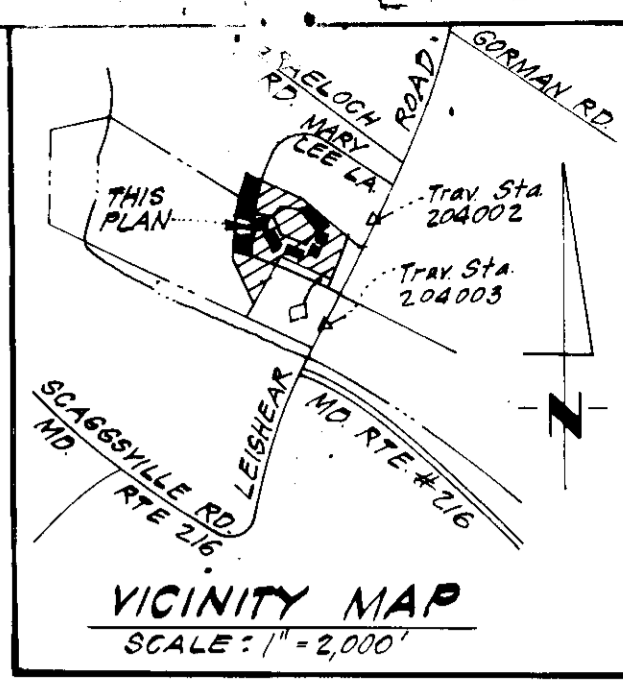 GORMAN RD.
RD.
ROAD
MARY
LEE LA.
THIS
PLAN
Trav. Sta.
204002
Trav. Sta.
204003
LEISHEAR
MD. RTE #216
SCAGGSVILLE RD.
MD. RTE 216
N
VICINITY MAP
SCALE: 1" = 2,000'